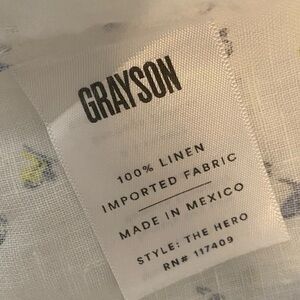 GRAYSON
100% LINEN
IMPORTED FABRIC
MADE IN MEXICO
STYLE: THE HERO
RN# 117409